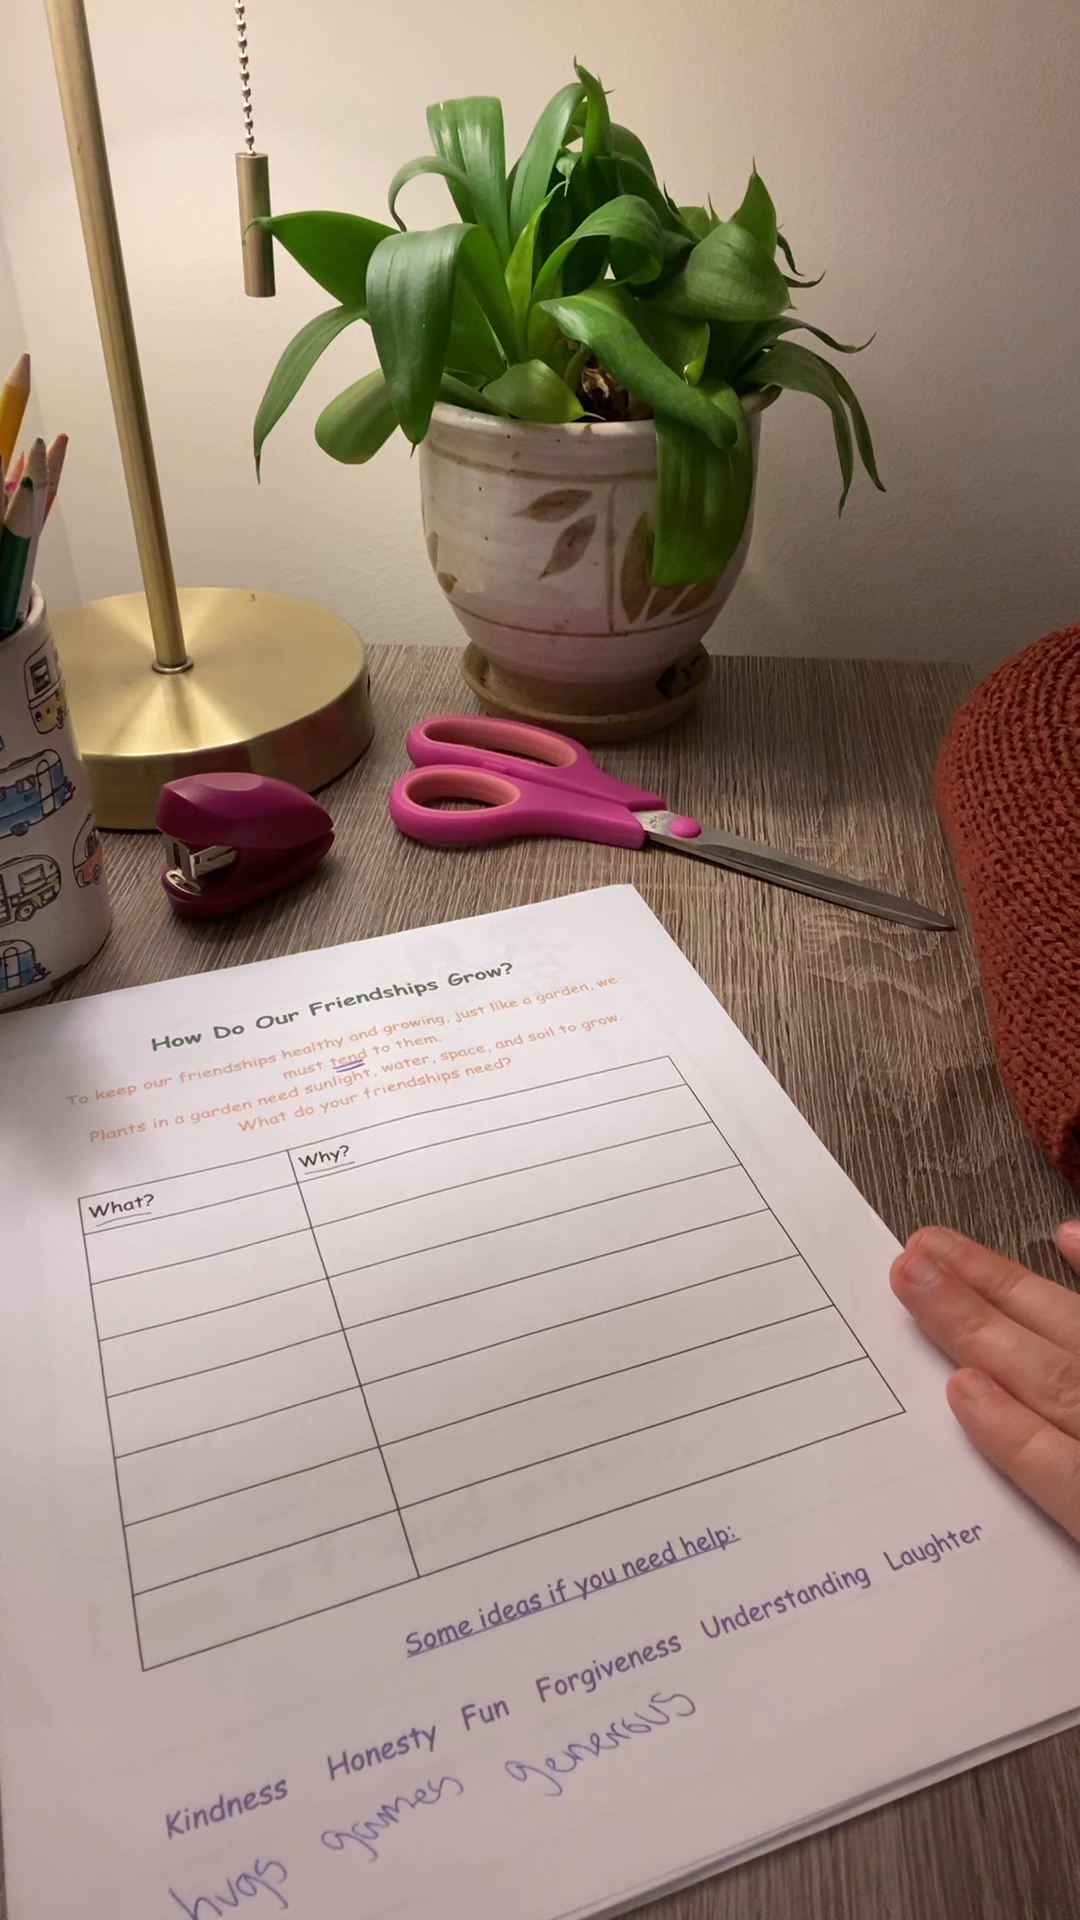 How Do Our Friendships Grow?
To keep our friendships healthy and growing, just like a garden, we
must tend to them.
Plants in a garden need sunlight, water, space, and soil to grow.
What do your friendships need?
What? Why?
Some ideas if you need help:
Kindness Honesty Fun Forgiveness Understanding Laughter
hugs games generous